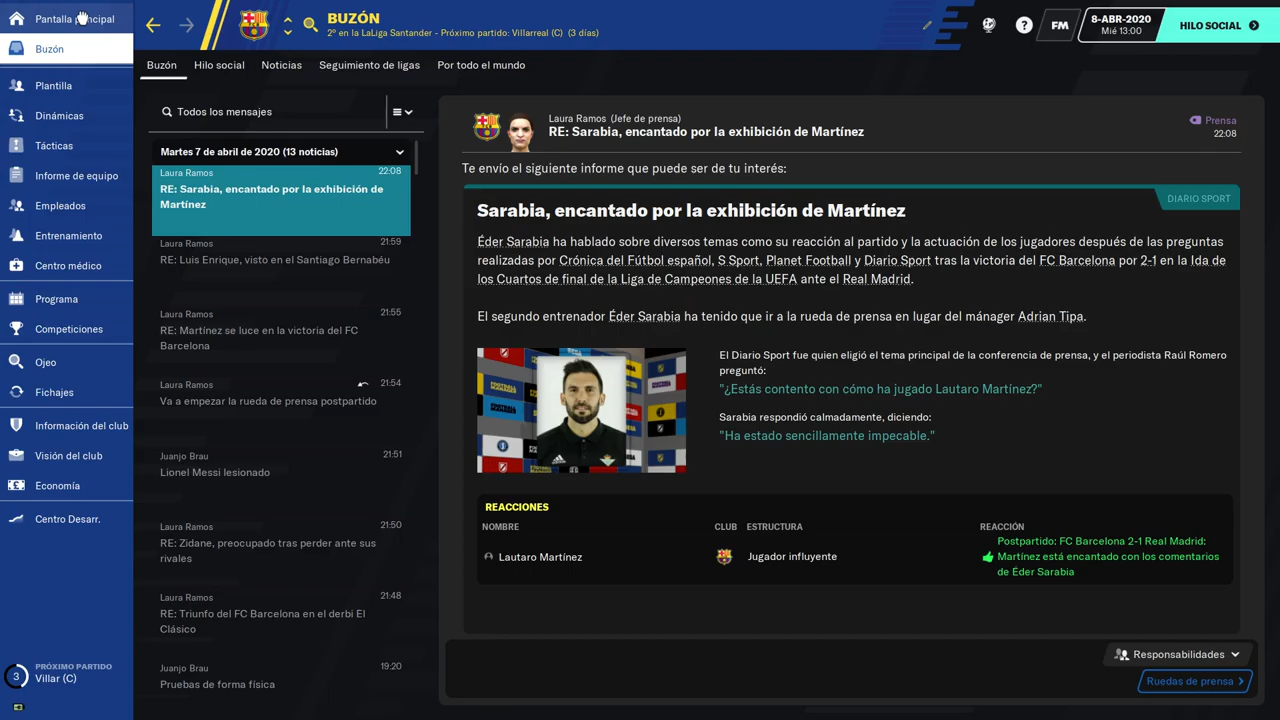 Pantalla principal
Buzón
Plantilla
Dinámicas
Tácticas
Informe de equipo
Empleados
Entrenamiento
Centro médico
Programa
Competiciones
Ojeo
Fichajes
Información del club
Visión del club
Economía
Centro Desarr.
3
PRÓXIMO PARTIDO
Villar (C)
BUZÓN
2º en la LaLiga Santander - Próximo partido: Villarreal (C) (3 días)
FM
8-ABR-2020
Mié 13:00
HILO SOCIAL
Buzón
Hilo social
Noticias
Seguimiento de ligas
Por todo el mundo
Todos los mensajes
Martes 7 de abril de 2020 (13 noticias)
Laura Ramos 22:08
RE: Sarabia, encantado por la exhibición de
Martínez
Laura Ramos 21:59
RE: Luis Enrique, visto en el Santiago Bernabéu
Laura Ramos 21:55
RE: Martínez se luce en la victoria del FC
Barcelona
Laura Ramos 21:54
Va a empezar la rueda de prensa postpartido
Juanjo Brau 21:51
Lionel Messi lesionado
Laura Ramos 21:50
RE: Zidane, preocupado tras perder ante sus
rivales
Laura Ramos 21:48
RE: Triunfo del FC Barcelona en el derbi El
Clásico
Juanjo Brau 19:20
Pruebas de forma física
Laura Ramos (Jefe de prensa)
RE: Sarabia, encantado por la exhibición de Martínez
Prensa
22:08
Te envío el siguiente informe que puede ser de tu interés:
DIARIO SPORT
Sarabia, encantado por la exhibición de Martínez
Éder Sarabia ha hablado sobre diversos temas como su reacción al partido y la actuación de los jugadores después de las preguntas
realizadas por Crónica del Fútbol español, S Sport, Planet Football y Diario Sport tras la victoria del FC Barcelona por 2-1 en la Ida de
los Cuartos de final de la Liga de Campeones de la UEFA ante el Real Madrid.
El segundo entrenador Éder Sarabia ha tenido que ir a la rueda de prensa en lugar del mánager Adrian Tipa.
El Diario Sport fue quien eligió el tema principal de la conferencia de prensa, y el periodista Raúl Romero
preguntó:
"¿Estás contento con cómo ha jugado Lautaro Martínez?"
Sarabia respondió calmadamente, diciendo:
"Ha estado sencillamente impecable."
REACCIONES
NOMBRE CLUB ESTRUCTURA REACCIÓN
Lautaro Martínez Jugador influyente
Postpartido: FC Barcelona 2-1 Real Madrid:
Martínez está encantado con los comentarios
de Éder Sarabia
Responsabilidades
Ruedas de prensa